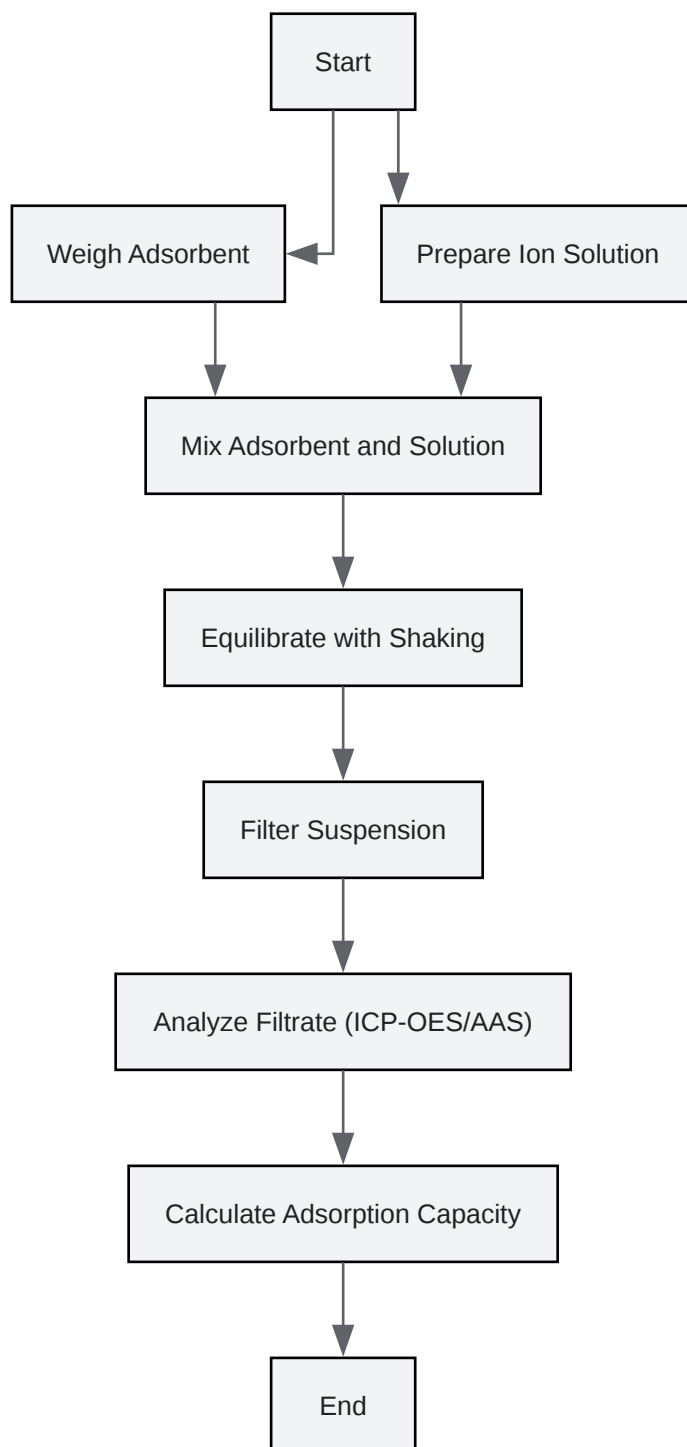 Start
Weigh Adsorbent
Prepare Ion Solution
Mix Adsorbent and Solution
Equilibrate with Shaking
Filter Suspension
Analyze Filtrate (ICP-OES/AAS)
Calculate Adsorption Capacity
End